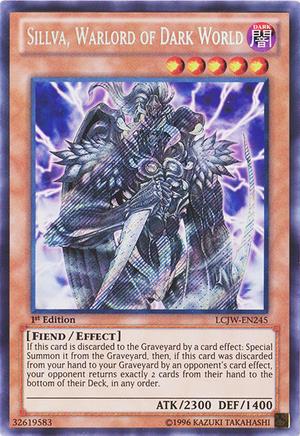 SILLVA, WARLORD OF DARK WORLD
DARK
闇
1st Edition
LCJW-EN245
[FIEND / EFFECT]
If this card is discarded to the Graveyard by a card effect: Special
Summon it from the Graveyard, then, if this card was discarded
from your hand to your Graveyard by an opponent's card effect,
your opponent returns exactly 2 cards from their hand to the
bottom of their Deck, in any order.
ATK/2300 DEF/1400
32619583
©1996 KAZUKI TAKAHASHI